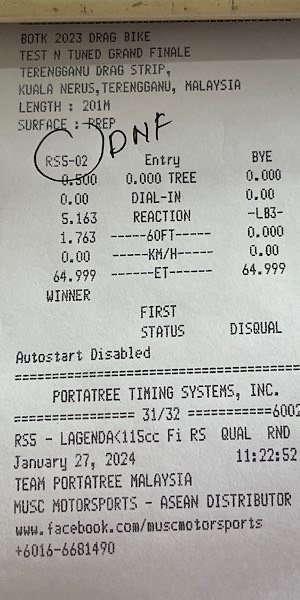 BOTK 2023 DRAG BIKE
TEST N TUNED GRAND FINALE
TERENGGANU DRAG STRIP,
KUALA NERUS,TERENGGANU, MALAYSIA
LENGTH : 201M
SURFACE : PREP
DNF
RS5-02 Entry BYE
0.500 0.000 TREE 0.000
0.00 DIAL-IN 0.00
5.163 REACTION -LB3-
1.763 -----60FT----- 0.000
0.00 -----KM/H----- 0.00
64.999 ------ET------ 64.999
WINNER
FIRST
STATUS DISQUAL
Autostart Disabled
=====================================
PORTATREE TIMING SYSTEMS, INC.
================ 31/32 ===========6002
RS5 - LAGENDA<115cc Fi RS QUAL RND
January 27, 2024 11:22:52
TEAM PORTATREE MALAYSIA
MUSC MOTORSPORTS - ASEAN DISTRIBUTOR
www.facebook.com/muscmotorsports
+6016-6681490